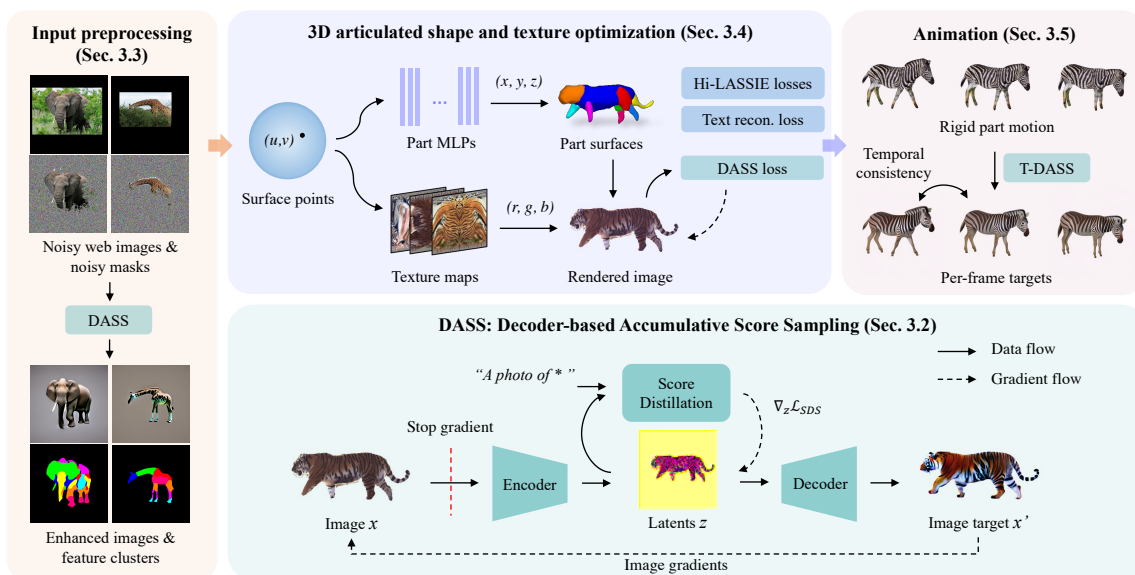 Input preprocessing
(Sec. 3.3)
Noisy web images &
noisy masks
DASS
Enhanced images &
feature clusters
3D articulated shape and texture optimization (Sec. 3.4)
(u,v)
Surface points
...
Part MLPs
(x, y, z)
Part surfaces
Hi-LASSIE losses
Text recon. loss
DASS loss
Texture maps
(r, g, b)
Rendered image
Animation (Sec. 3.5)
Rigid part motion
Temporal
consistency
T-DASS
Per-frame targets
DASS: Decoder-based Accumulative Score Sampling (Sec. 3.2)
Data flow
Gradient flow
“A photo of * ”
Score
Distillation
∇zℒSDS
Stop gradient
Encoder
Decoder
Image x
Latents z
Image target x’
Image gradients